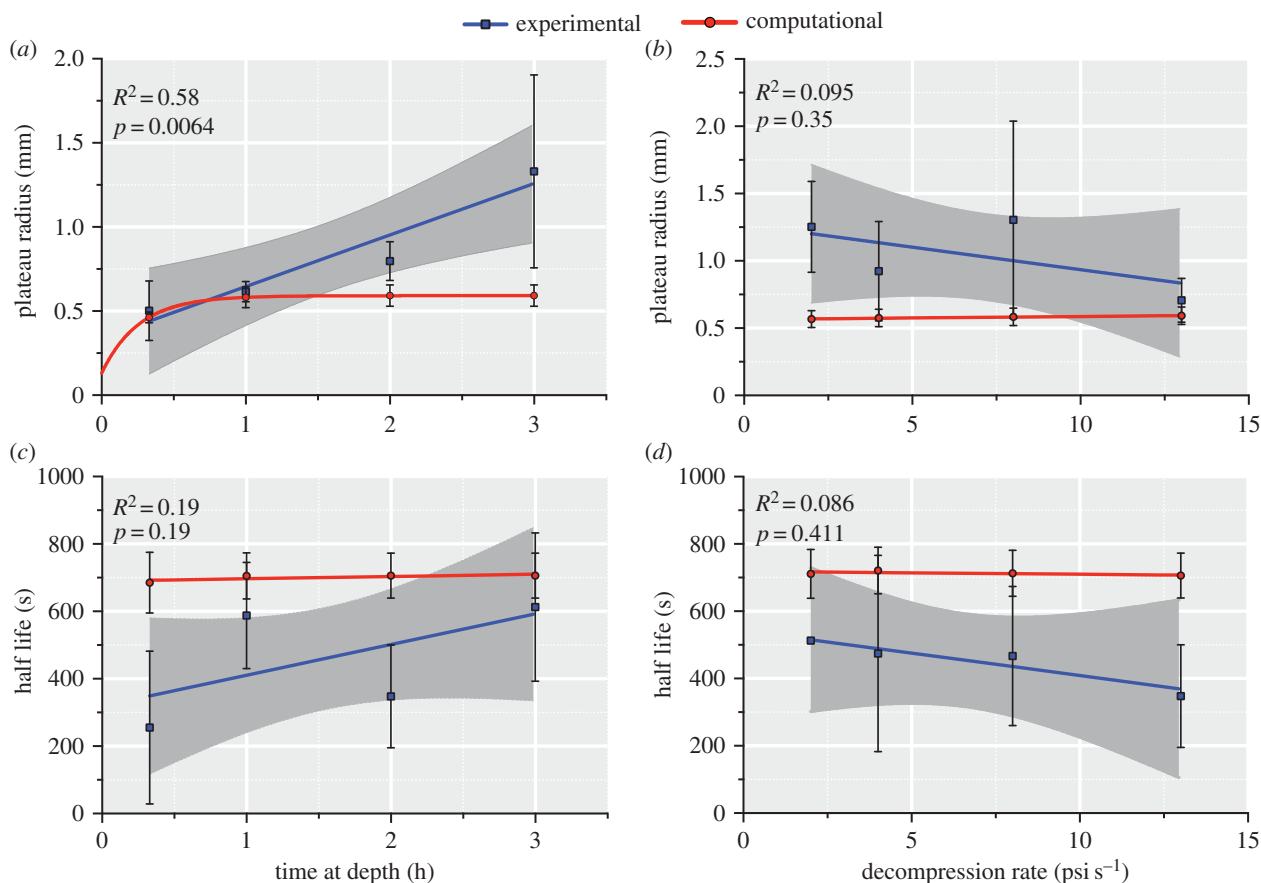 experimental computational
(a)
2.0
1.5
1.0
0.5
0
plateau radius (mm)
R² = 0.58
p = 0.0064
0 1 2 3
(b)
2.5
2.0
1.5
1.0
0.5
0
plateau radius (mm)
R² = 0.095
p = 0.35
0 5 10 15
(c)
1000
800
600
400
200
0
half life (s)
R² = 0.19
p = 0.19
0 1 2 3
time at depth (h)
(d)
1000
800
600
400
200
0
half life (s)
R² = 0.086
p = 0.411
0 5 10 15
decompression rate (psi s⁻¹)